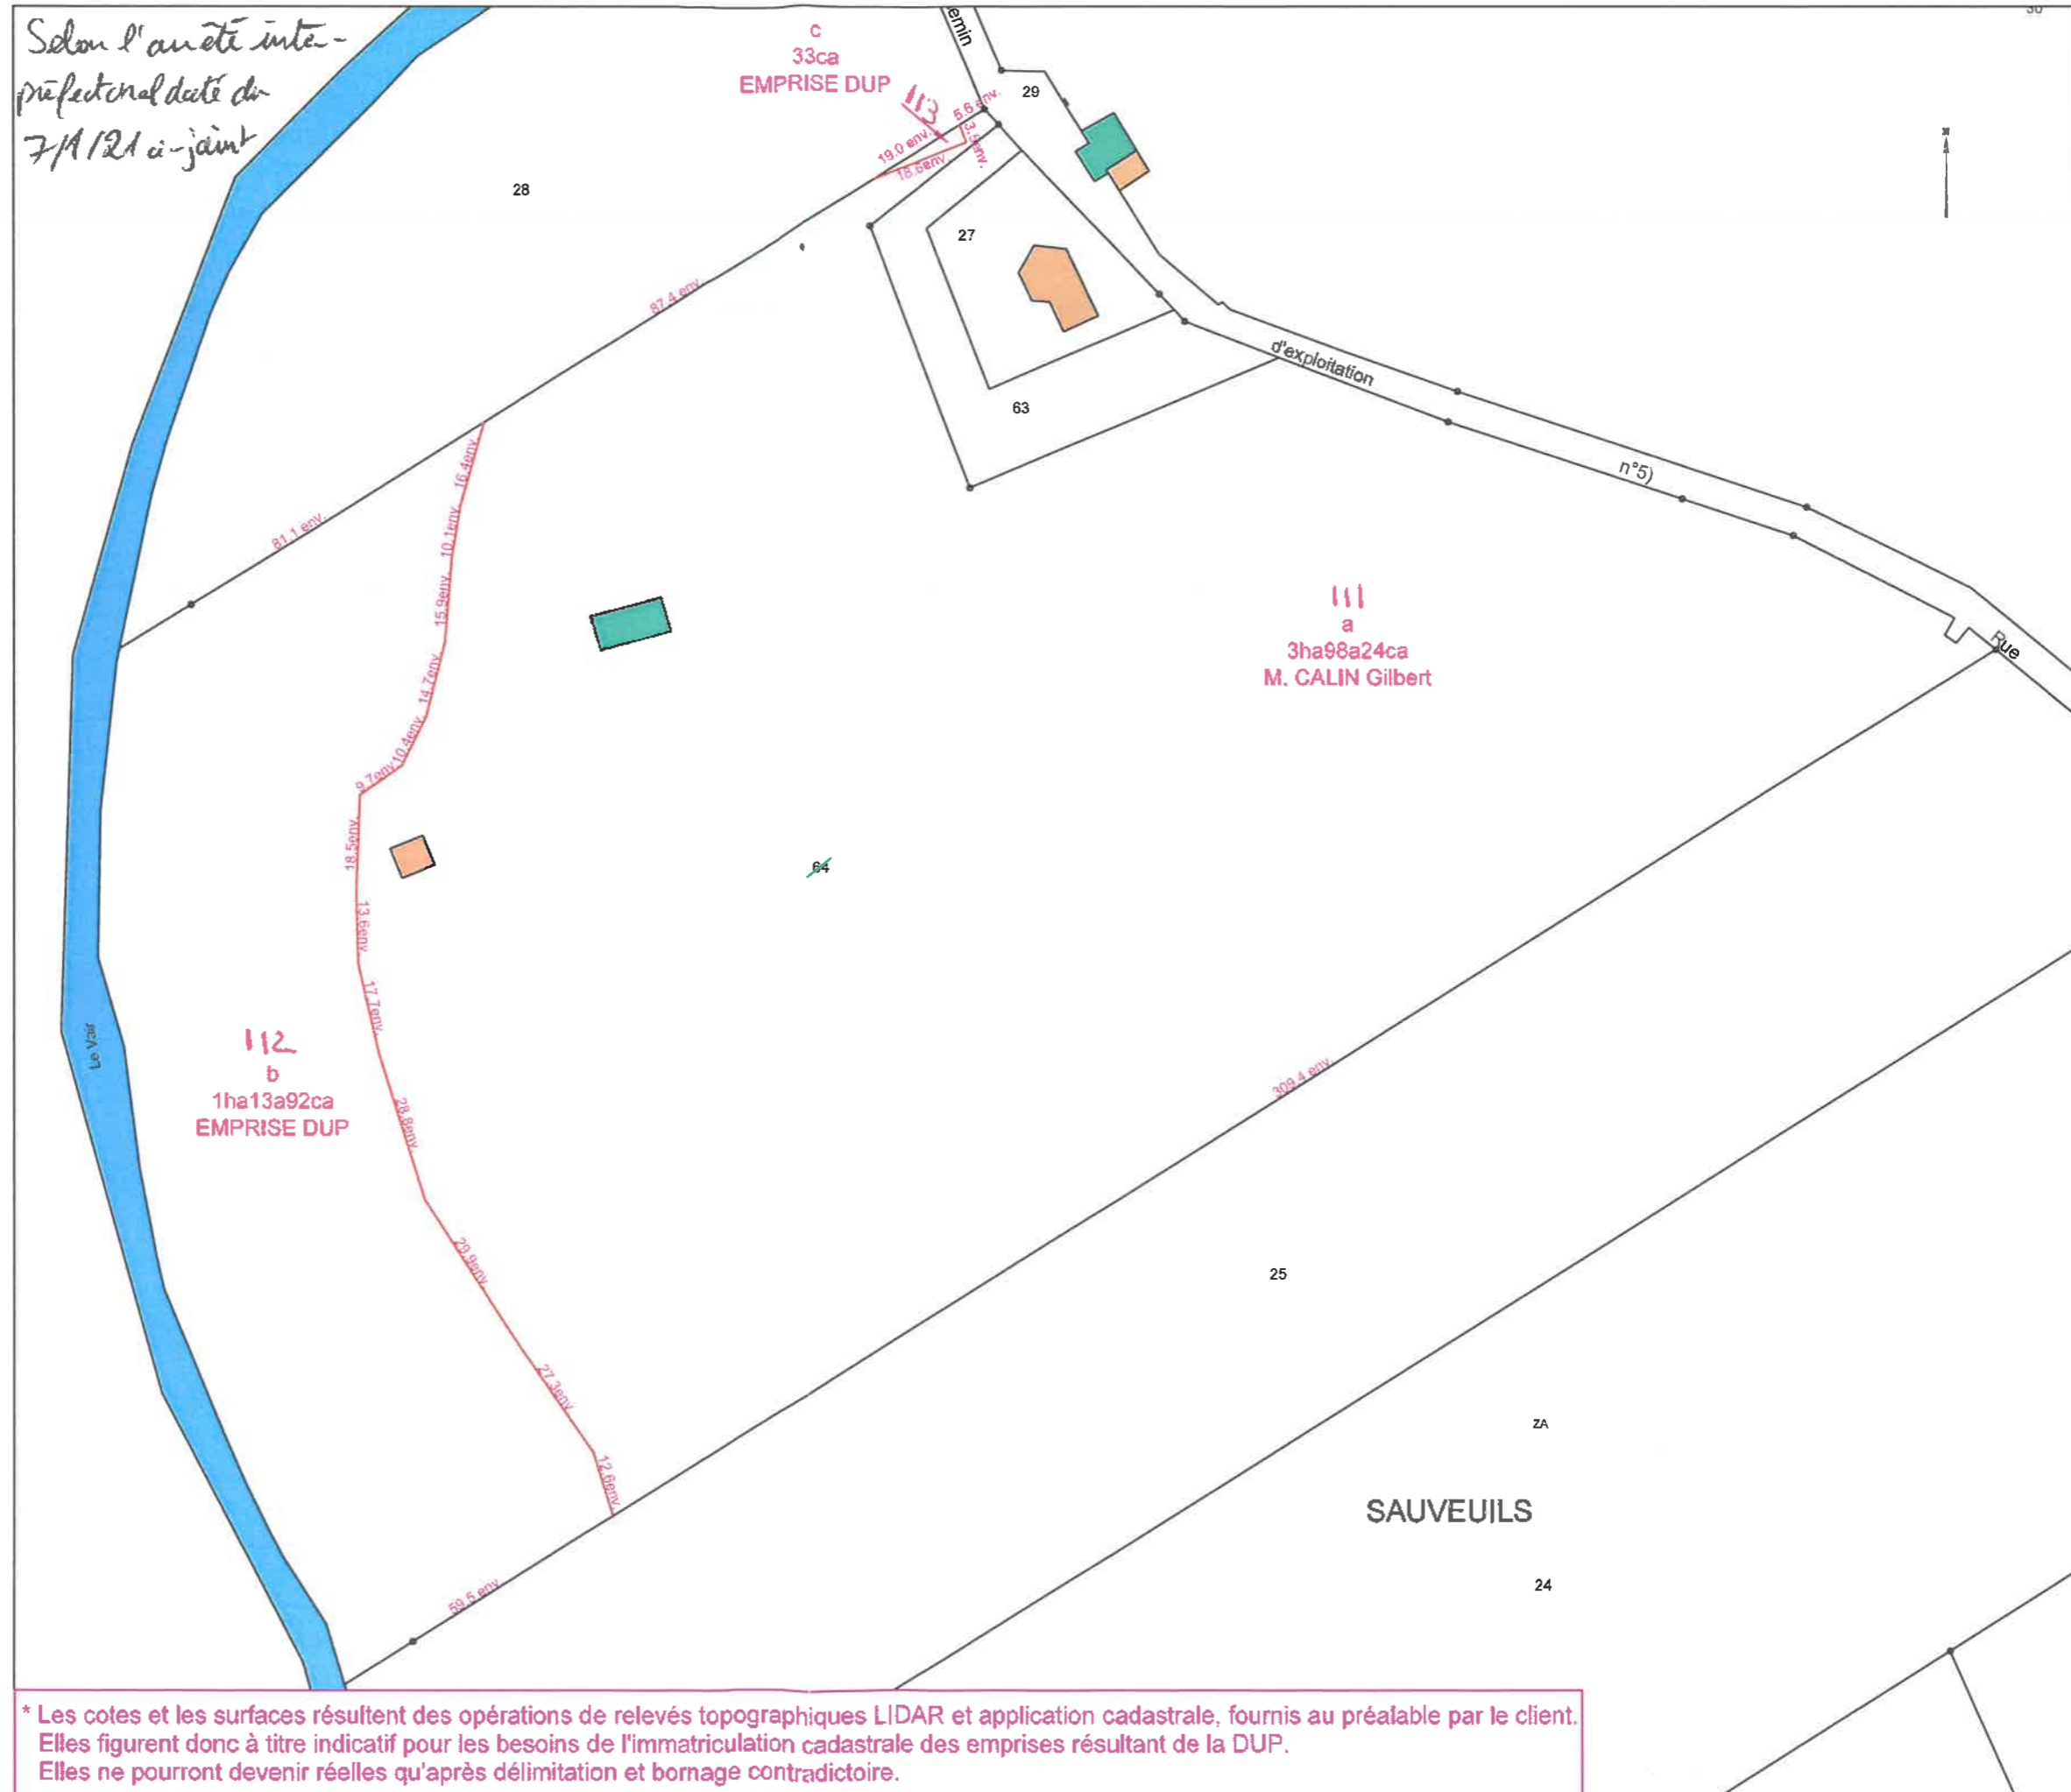 Selon l'arrêté inter-
préfectoral daté du
7/1/21 ci-joint
c
33ca
EMPRISE DUP
113
emin
30
29
5.6 env.
19.0 env.
3.5env.
18.6env
28
27
87.4 env.
d'exploitation
63
n°5)
16.4env.
81.1 env.
10.1env.
15.9env.
111
a
3ha98a24ca
M. CALIN Gilbert
Rue
14.7env.
10.4env.
9.7env.
18.5env.
64
13.6env.
17.7env.
Le Vair
112
b
1ha13a92ca
EMPRISE DUP
28.8env.
309.4 env.
29.9env.
25
27.3env.
ZA
12.6env.
SAUVEUILS
59.5 env.
24
* Les cotes et les surfaces résultent des opérations de relevés topographiques LIDAR et application cadastrale, fournis au préalable par le client.
Elles figurent donc à titre indicatif pour les besoins de l'immatriculation cadastrale des emprises résultant de la DUP.
Elles ne pourront devenir réelles qu'après délimitation et bornage contradictoire.